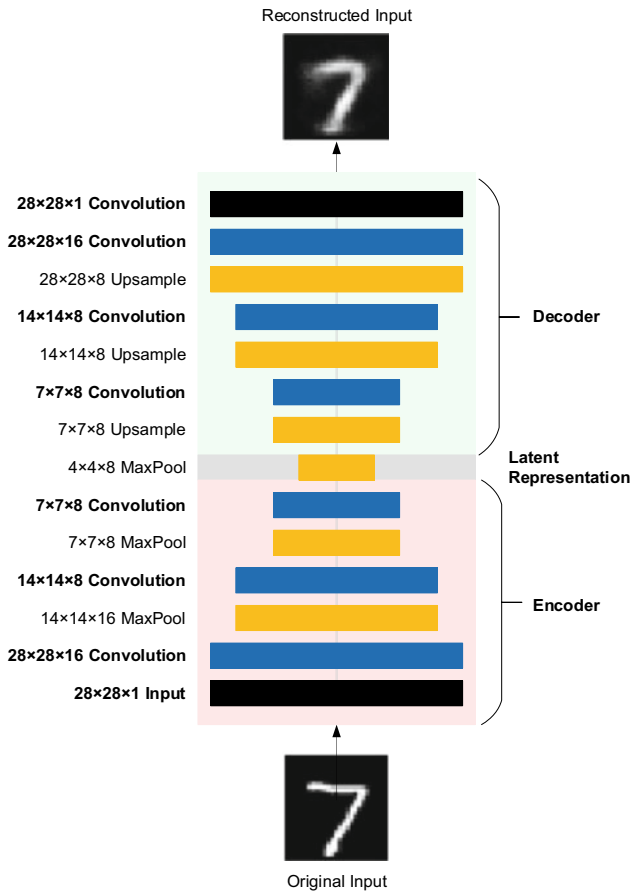 Reconstructed Input
28×28×1 Convolution
28×28×16 Convolution
28×28×8 Upsample
14×14×8 Convolution
14×14×8 Upsample
7×7×8 Convolution
7×7×8 Upsample
4×4×8 MaxPool
7×7×8 Convolution
7×7×8 MaxPool
14×14×8 Convolution
14×14×16 MaxPool
28×28×16 Convolution
28×28×1 Input
Decoder
Latent
Representation
Encoder
7
7
Original Input